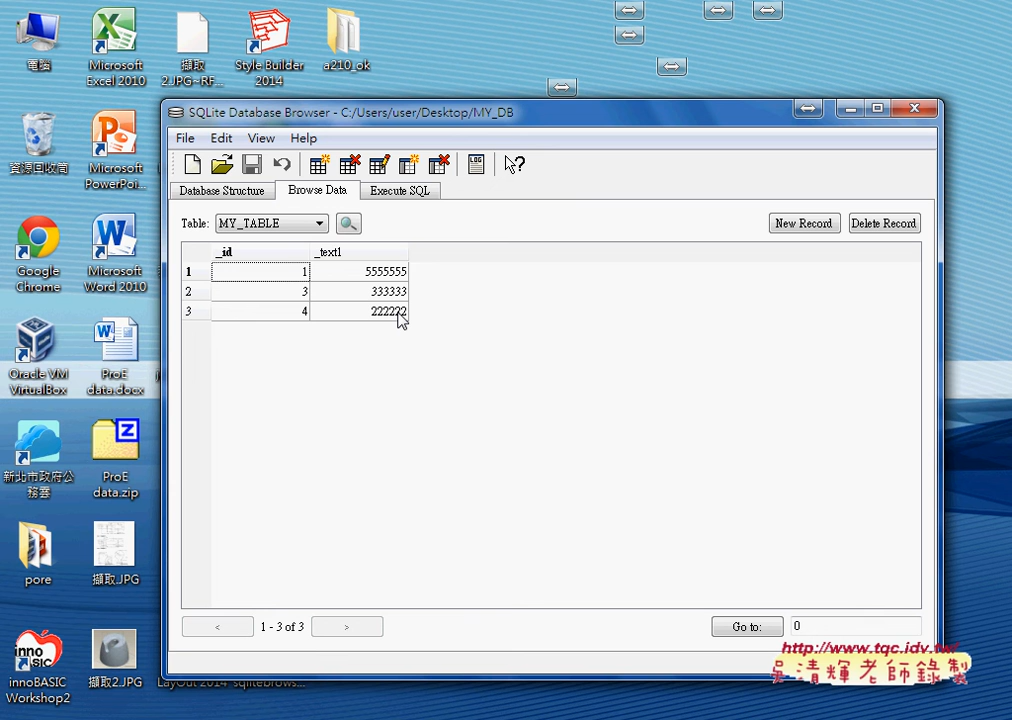 電腦
Microsoft
Excel 2010
擷取
2.JPG~RF...
Style Builder
2014
a210_ok
SQLite Database Browser - C:/Users/user/Desktop/MY_DB
File Edit View Help
資源回收筒
Microsoft
PowerPoi...
LOG
Database Structure Browse Data Execute SQL
Table: MY_TABLE New Record Delete Record
_id _text1
1 1 5555555
2 3 333333
3 4 222222
Google
Chrome
Microsoft
Word 2010
Oracle VM
VirtualBox
ProE
data.docx
新北市政府公
務雲
ProE
data.zip
pore
擷取.JPG
< 1 - 3 of 3 > Go to: 0
inno
BASIC
innoBASIC
Workshop2
擷取2.JPG
LayOut 2014
sqlitebrows...
http://www.tqc.idv.tw/
吳清輝老師錄製